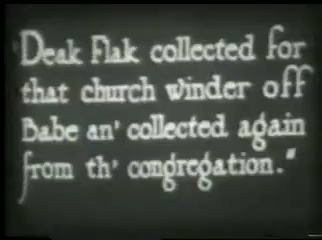 "Deak Flak collected for
that church winder off
Babe an' collected again
from th' congregation."